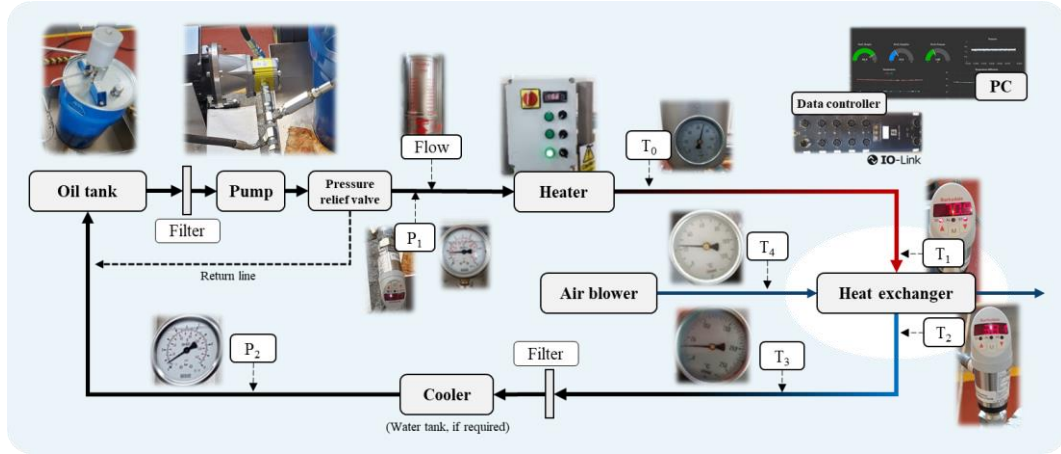 PC
Data controller
IO-Link
Flow
T0
Oil tank
Pump
Pressure
relief valve
Heater
Filter
P1
T4
T1
Return line
Air blower
Heat exchanger
P2
Filter
T3
T2
Cooler
(Water tank, if required)